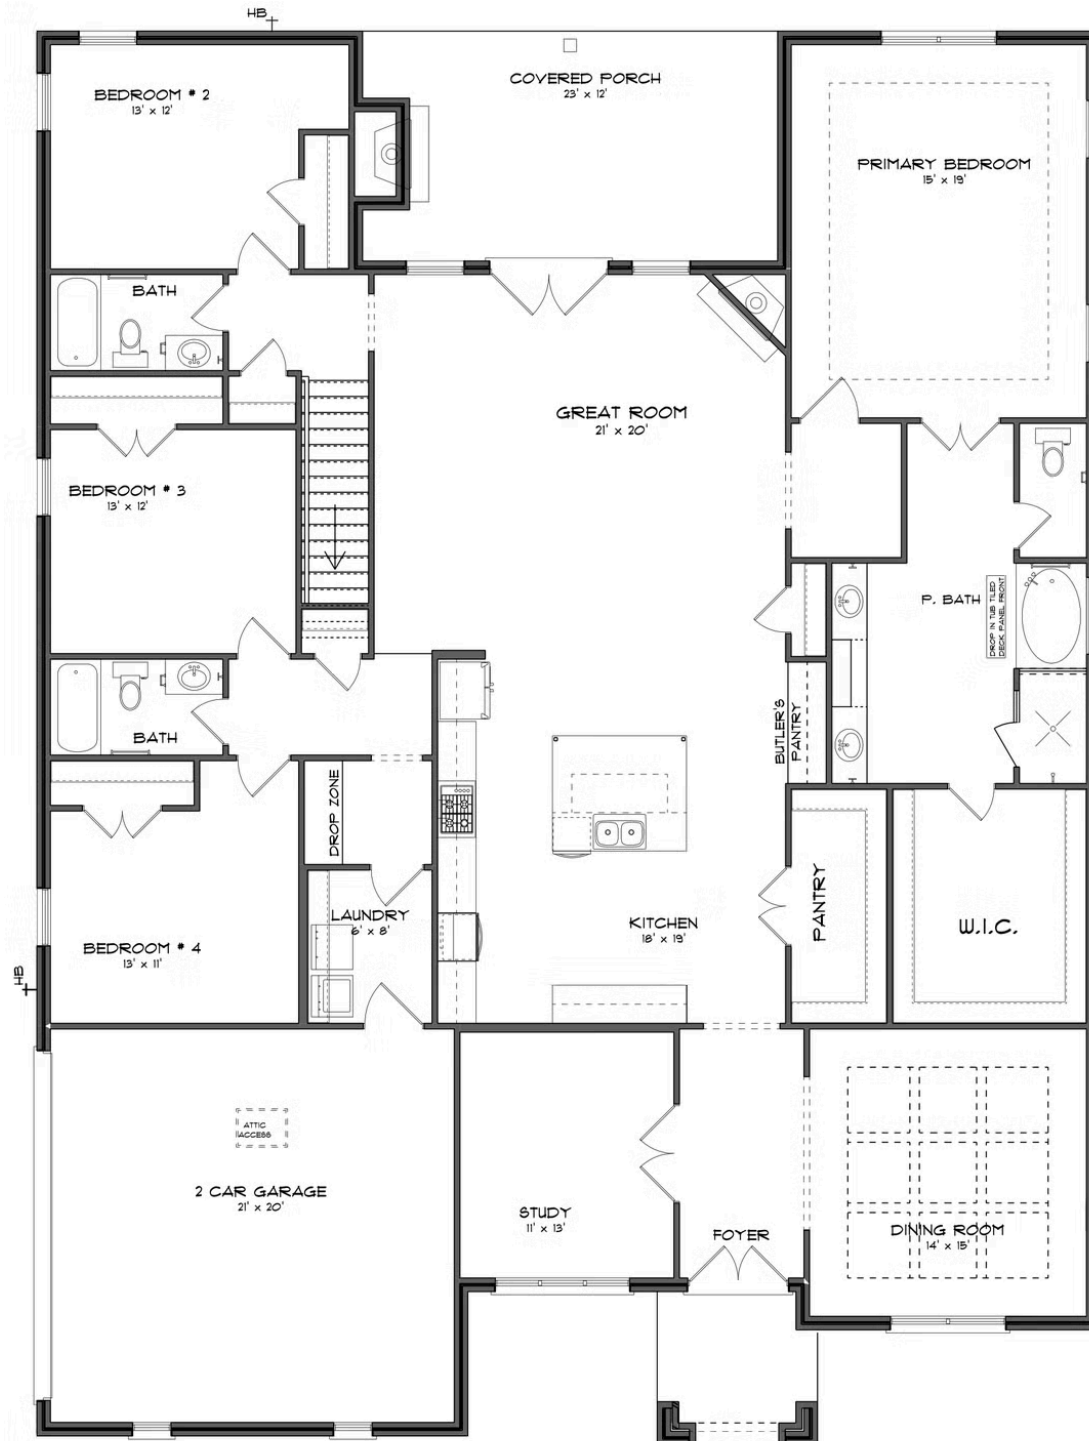 HB
COVERED PORCH
23' x 12'
BEDROOM # 2
13' x 12'
PRIMARY BEDROOM
15' x 19'
BATH
GREAT ROOM
21' x 20'
BEDROOM # 3
13' x 12'
P. BATH
DROP IN TUB TILED
DECK, PANEL FRONT
BUTLER'S
PANTRY
BATH
DROP ZONE
LAUNDRY
6' x 8'
KITCHEN
18' x 19'
PANTRY
W.I.C.
BEDROOM # 4
13' x 11'
HB
ATTIC
ACCESS
2 CAR GARAGE
21' x 20'
STUDY
11' x 13'
FOYER
DINING ROOM
14' x 15'